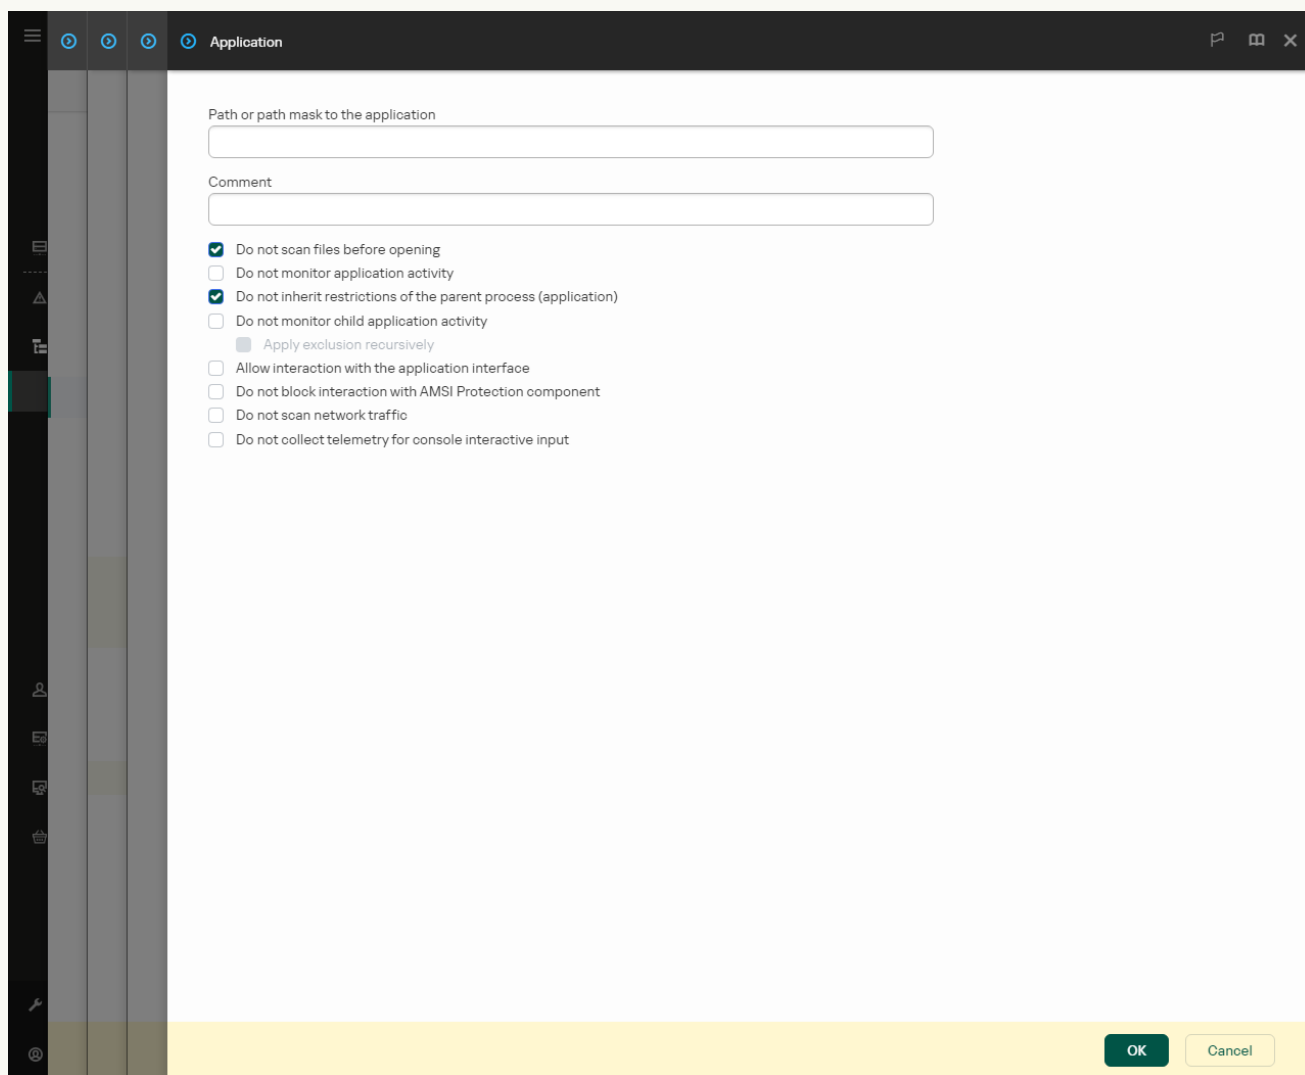 Application
Path or path mask to the application
Comment
Do not scan files before opening
Do not monitor application activity
Do not inherit restrictions of the parent process (application)
Do not monitor child application activity
Apply exclusion recursively
Allow interaction with the application interface
Do not block interaction with AMSI Protection component
Do not scan network traffic
Do not collect telemetry for console interactive input
OK Cancel